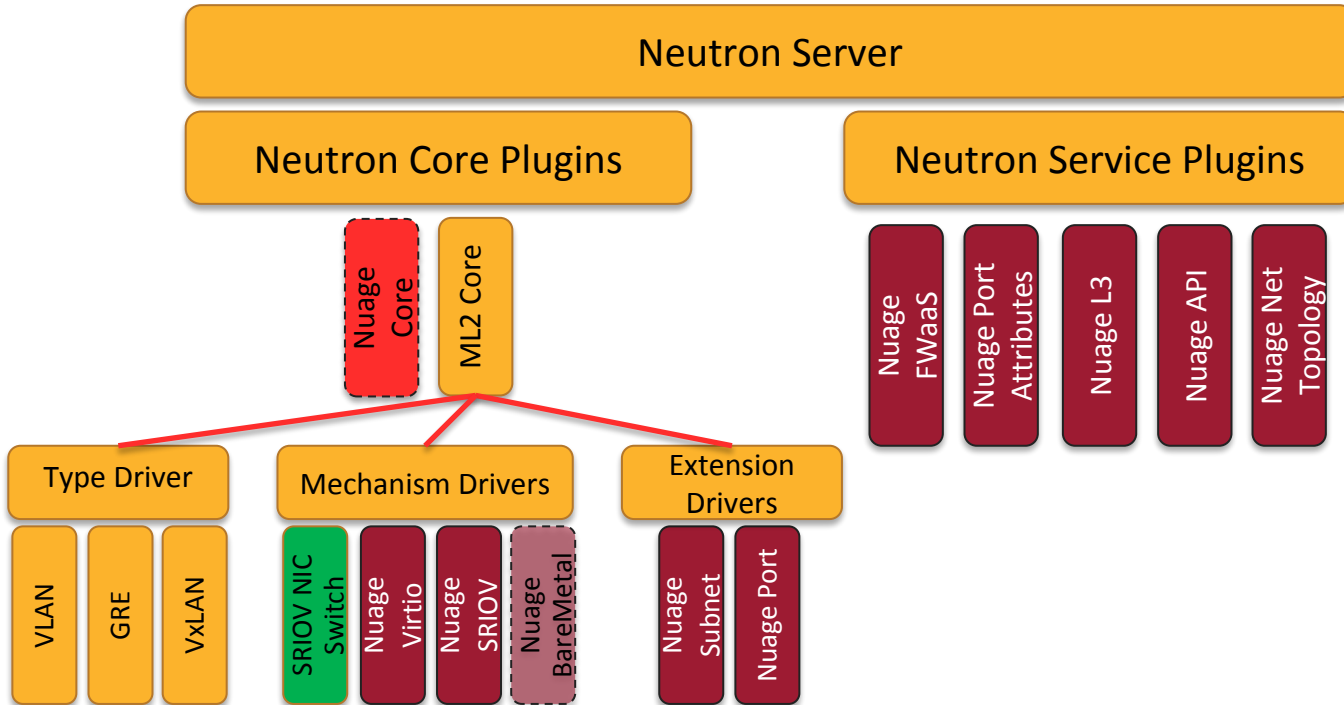 Neutron Server
Neutron Core Plugins
Neutron Service Plugins
Nuage
Core
ML2 Core
Nuage
FWaaS
Nuage Port
Attributes
Nuage L3
Nuage API
Nuage Net
Topology
Type Driver
Mechanism Drivers
Extension
Drivers
VLAN
GRE
VxLAN
SRIOV NIC
Switch
Nuage
Virtio
Nuage
SRIOV
Nuage
BareMetal
Nuage
Subnet
Nuage Port